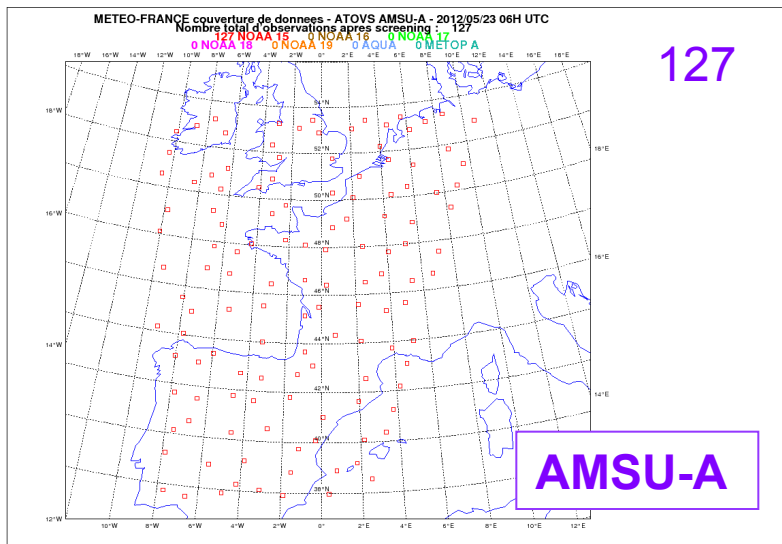 METEO-FRANCE couverture de donnees - ATOVS AMSU-A - 2012/05/23 06H UTC
Nombre total d'observations apres screening : 127
127 NOAA 15 0 NOAA 16 0 NOAA 17
0 NOAA 18 0 NOAA 19 0 AQUA 0 METOP A
127
18°W 16°W 14°W 12°W 10°W 8°W 6°W 4°W 2°W 0° 2°E 4°E 6°E 8°E 10°E 12°E 14°E 16°E 18°E
54°N
18°W
52°N
18°E
50°N
16°W
48°N
16°E
46°N
44°N
14°W
42°N
14°E
40°N
AMSU-A
38°N
12°W
10°W 8°W 6°W 4°W 2°W 0° 2°E 4°E 6°E 8°E 10°E 12°E